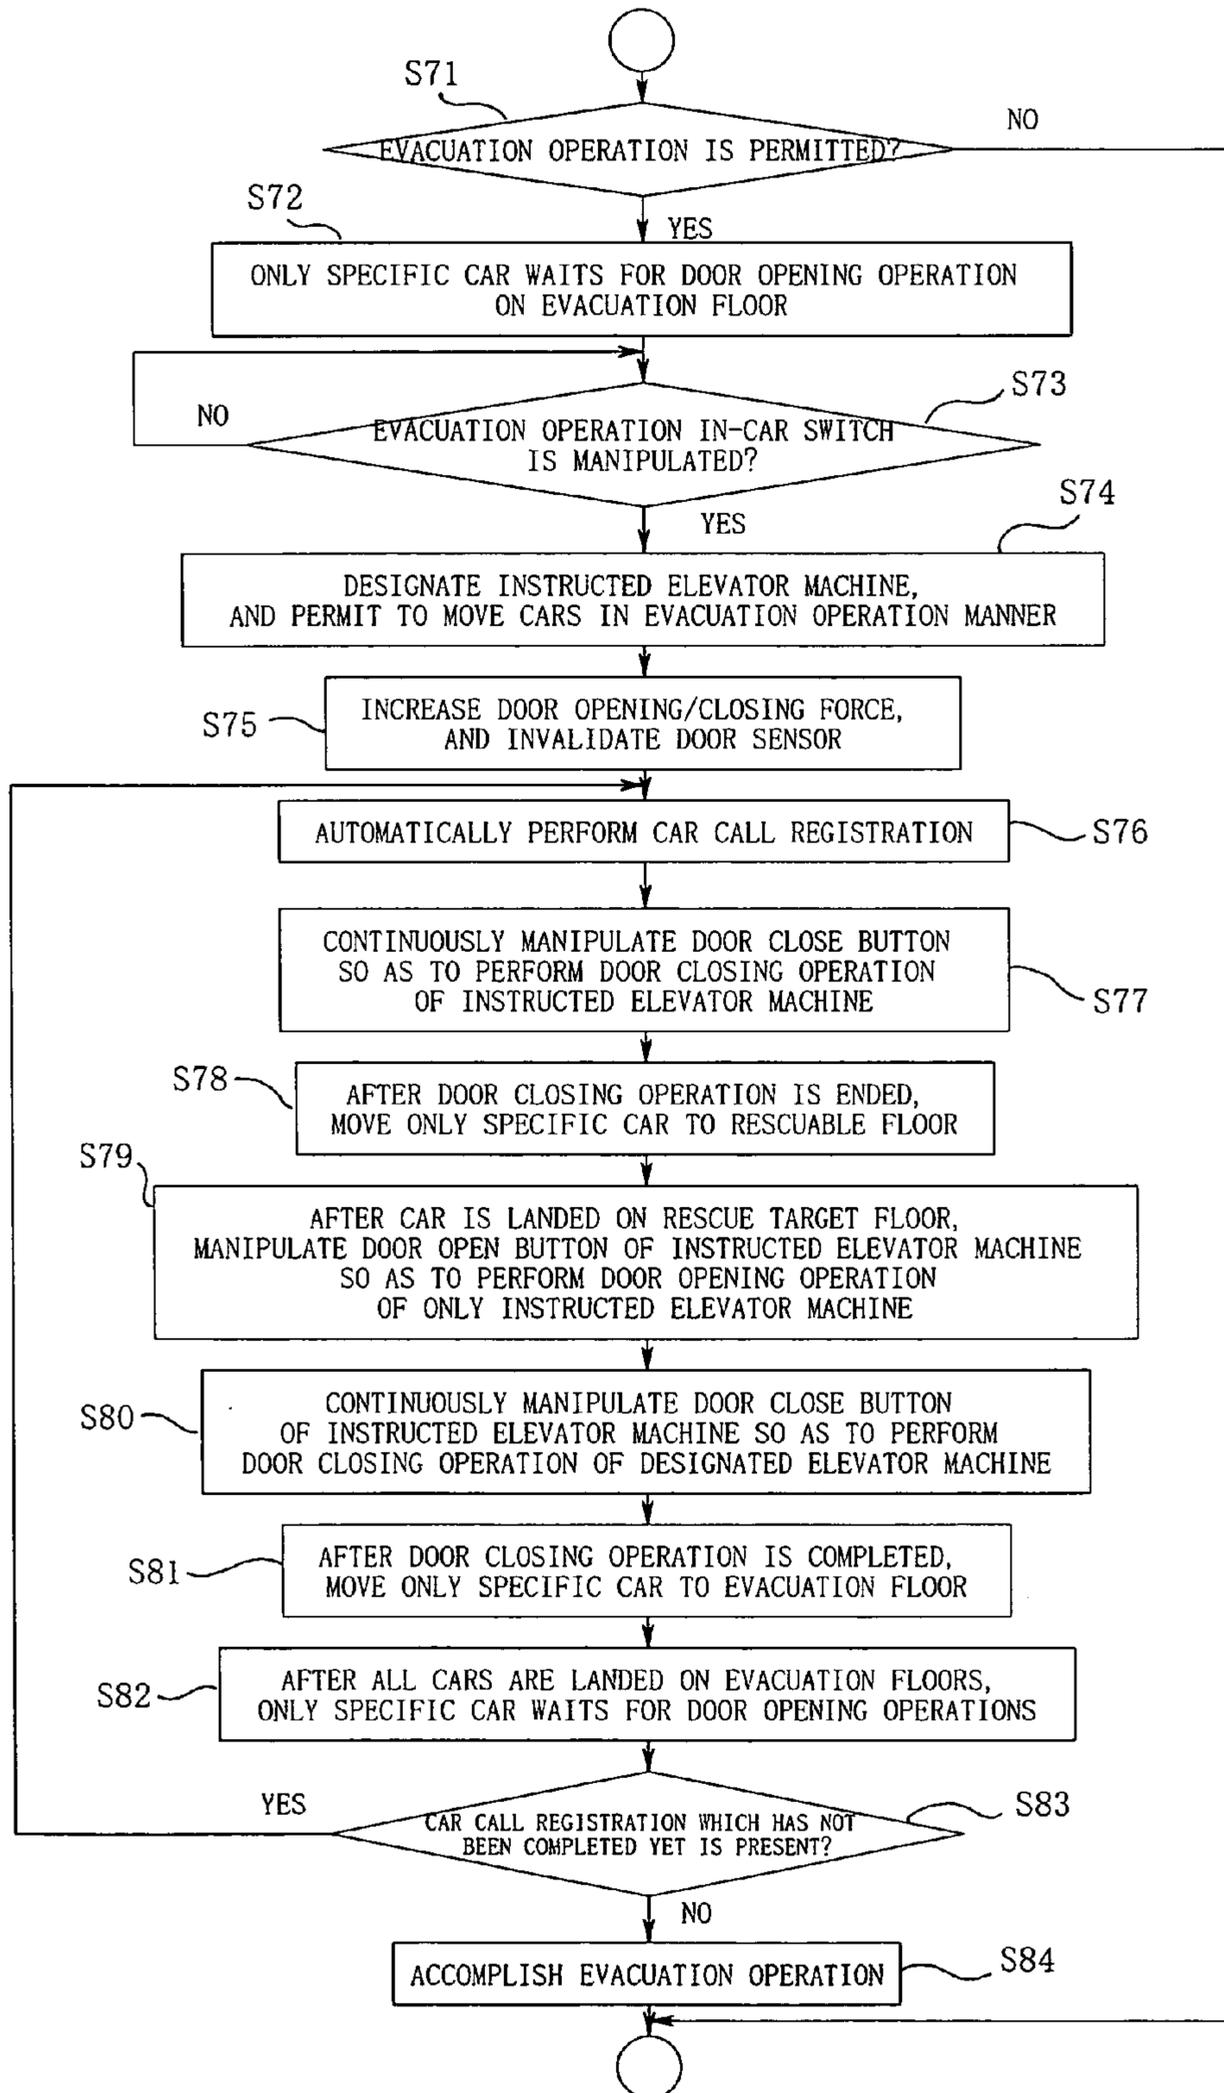 S71
EVACUATION OPERATION IS PERMITTED?
NO
YES
S72
ONLY SPECIFIC CAR WAITS FOR DOOR OPENING OPERATION
ON EVACUATION FLOOR
S73
NO
EVACUATION OPERATION IN-CAR SWITCH
IS MANIPULATED?
YES
S74
DESIGNATE INSTRUCTED ELEVATOR MACHINE,
AND PERMIT TO MOVE CARS IN EVACUATION OPERATION MANNER
S75
INCREASE DOOR OPENING/CLOSING FORCE,
AND INVALIDATE DOOR SENSOR
AUTOMATICALLY PERFORM CAR CALL REGISTRATION
S76
CONTINUOUSLY MANIPULATE DOOR CLOSE BUTTON
SO AS TO PERFORM DOOR CLOSING OPERATION
OF INSTRUCTED ELEVATOR MACHINE
S77
S78
AFTER DOOR CLOSING OPERATION IS ENDED,
MOVE ONLY SPECIFIC CAR TO RESCUABLE FLOOR
S79
AFTER CAR IS LANDED ON RESCUE TARGET FLOOR,
MANIPULATE DOOR OPEN BUTTON OF INSTRUCTED ELEVATOR MACHINE
SO AS TO PERFORM DOOR OPENING OPERATION
OF ONLY INSTRUCTED ELEVATOR MACHINE
S80
CONTINUOUSLY MANIPULATE DOOR CLOSE BUTTON
OF INSTRUCTED ELEVATOR MACHINE SO AS TO PERFORM
DOOR CLOSING OPERATION OF DESIGNATED ELEVATOR MACHINE
S81
AFTER DOOR CLOSING OPERATION IS COMPLETED,
MOVE ONLY SPECIFIC CAR TO EVACUATION FLOOR
S82
AFTER ALL CARS ARE LANDED ON EVACUATION FLOORS,
ONLY SPECIFIC CAR WAITS FOR DOOR OPENING OPERATIONS
YES
S83
CAR CALL REGISTRATION WHICH HAS NOT
BEEN COMPLETED YET IS PRESENT?
NO
ACCOMPLISH EVACUATION OPERATION
S84